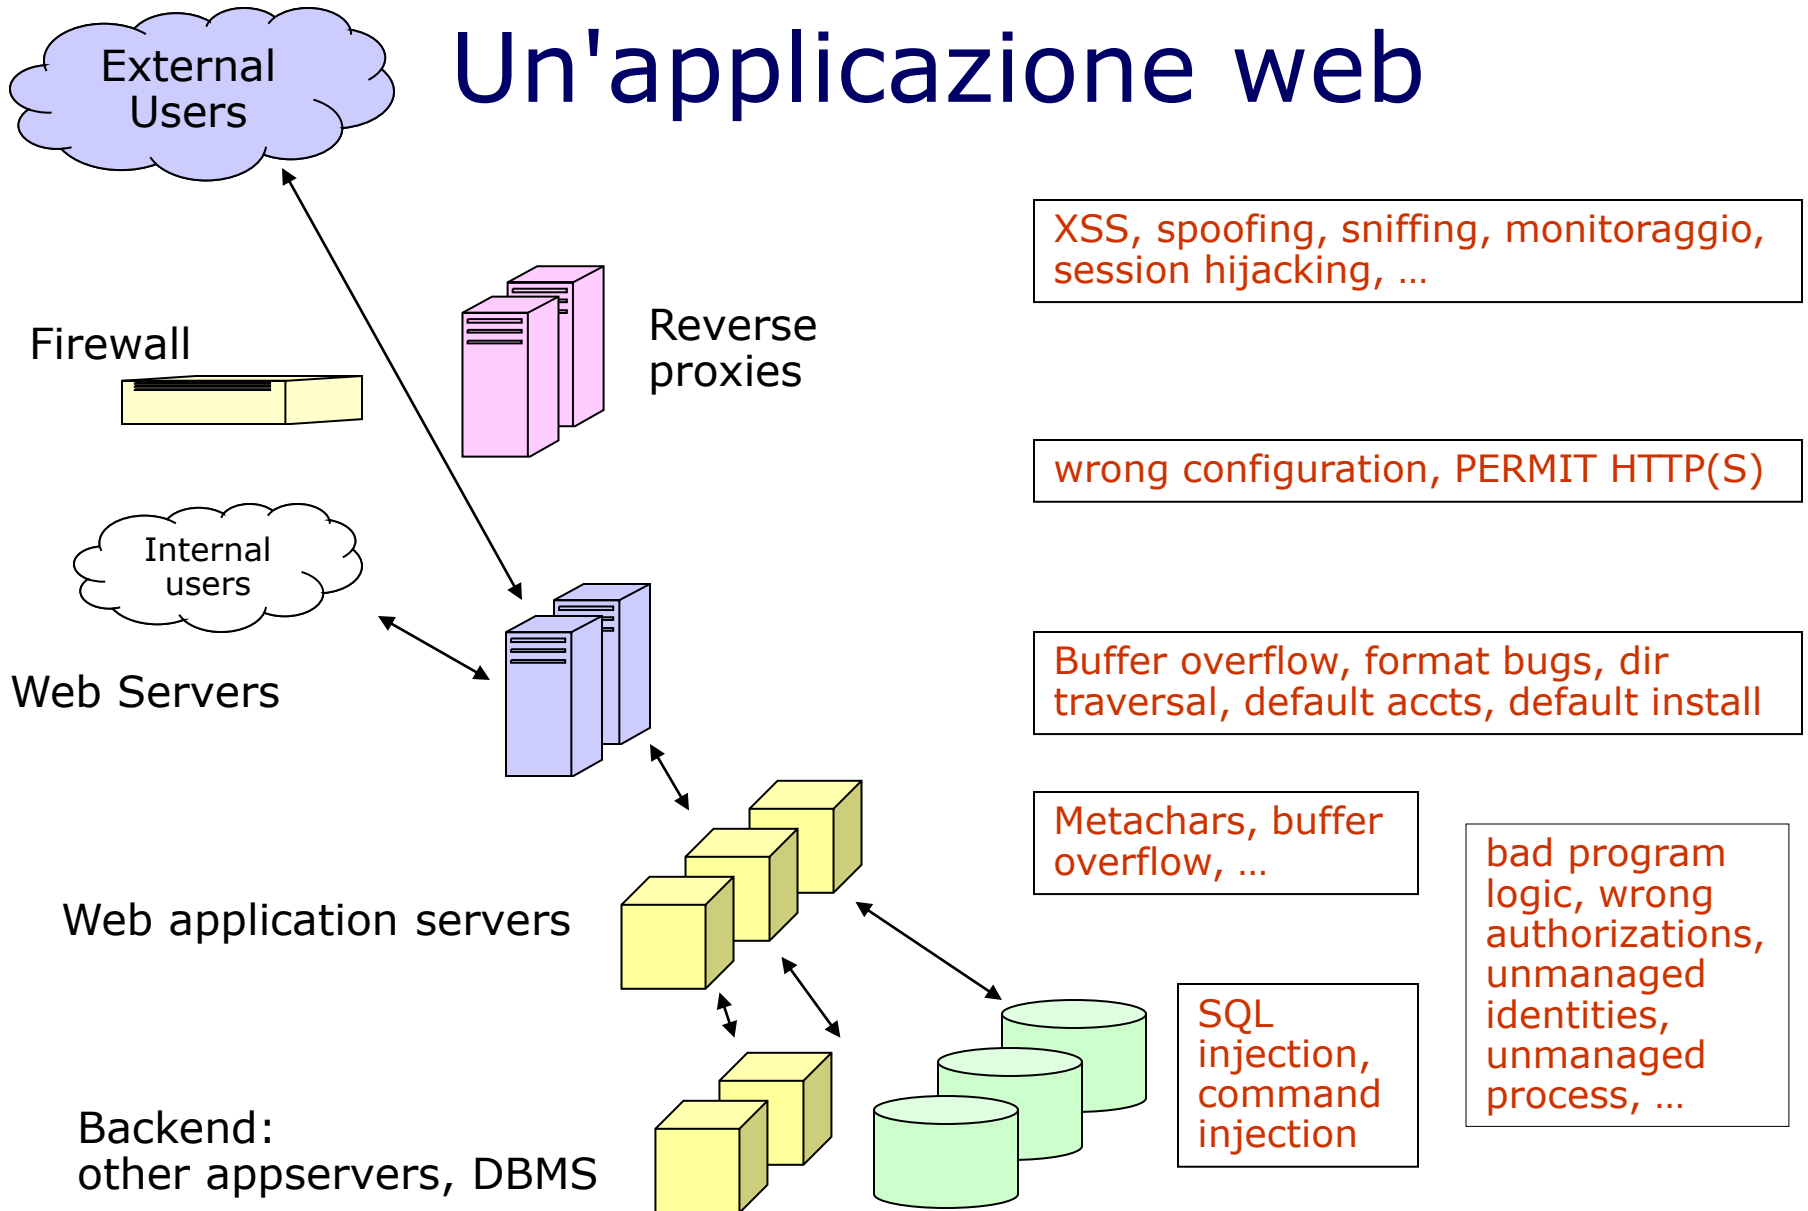 Un'applicazione web
External
Users
XSS, spoofing, sniffing, monitoraggio,
session hijacking, …
Firewall
Reverse
proxies
wrong configuration, PERMIT HTTP(S)
Internal
users
Web Servers
Buffer overflow, format bugs, dir
traversal, default accts, default install
Metachars, buffer
overflow, …
bad program
logic, wrong
authorizations,
unmanaged
identities,
unmanaged
process, …
Web application servers
SQL
injection,
command
injection
Backend:
other appservers, DBMS